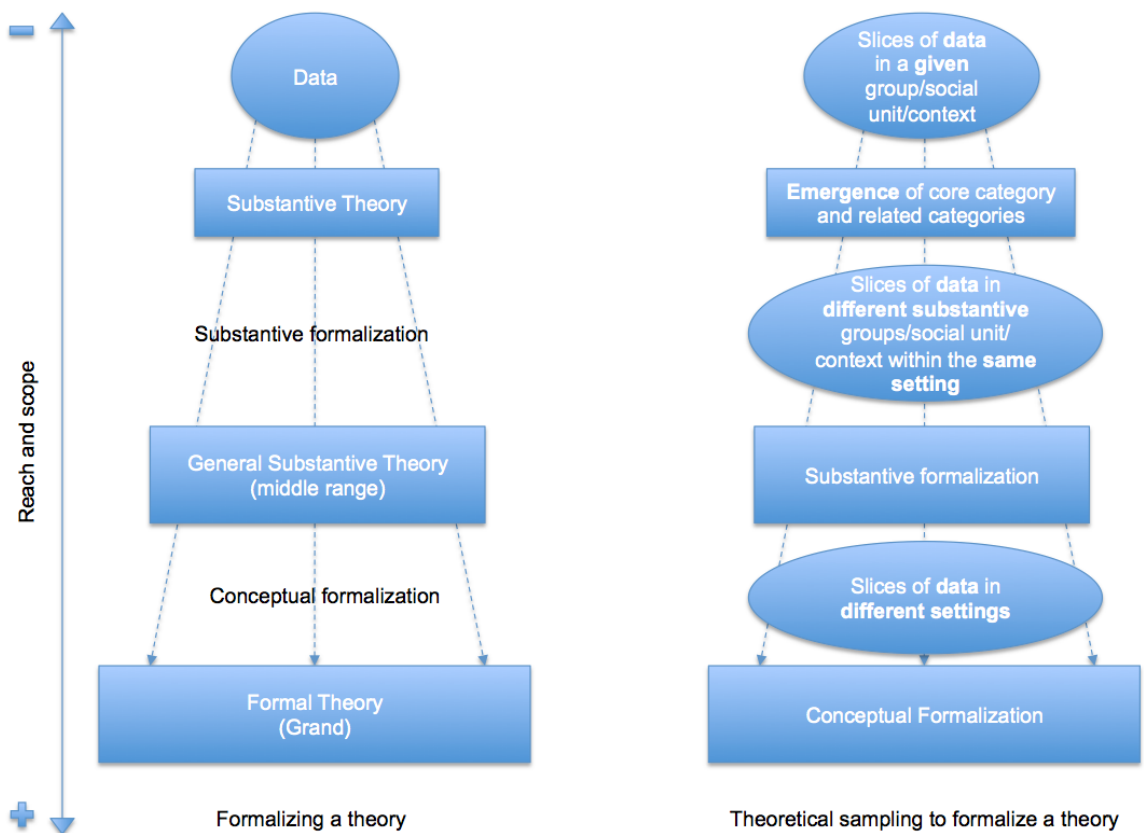 Reach and scope
Data
Substantive Theory
Substantive formalization
General Substantive Theory
(middle range)
Conceptual formalization
Formal Theory
(Grand)
Formalizing a theory
Slices of data
in a given
group/social
unit/context
Emergence of core category
and related categories
Slices of data in
different substantive
groups/social unit/
context within the same
setting
Substantive formalization
Slices of data in
different settings
Conceptual Formalization
Theoretical sampling to formalize a theory